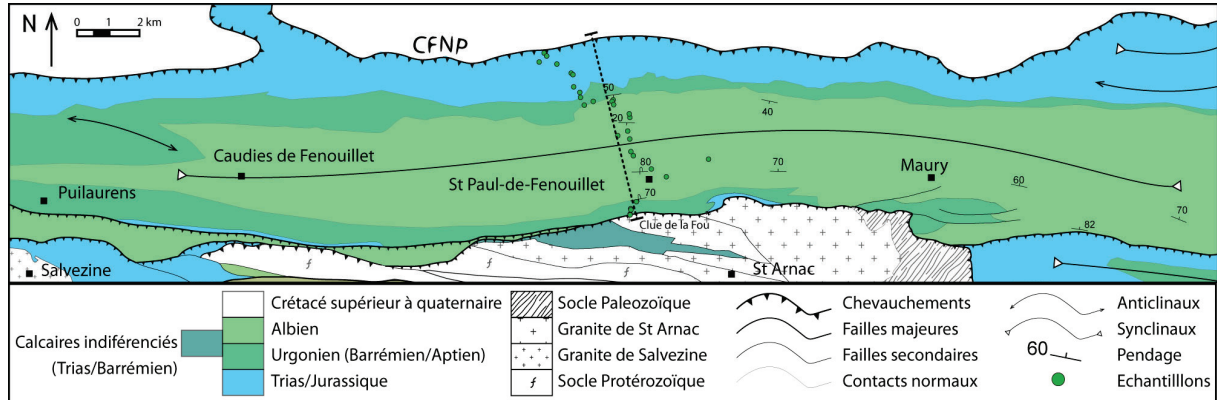 N
0 1 2 km
CFNP
50
20
40
Caudies de Fenouillet
80
70
Maury
Puilaurens
St Paul-de-Fenouillet
60
70
70
Clue de la Fou
82
Salvezine
St Arnac
Crétacé supérieur à quaternaire
Albien
Calcaires indiférenciés
(Trias/Barrémien)
Urgonien (Barrémien/Aptien)
Trias/Jurassique
Socle Paleozoïque
Granite de St Arnac
Granite de Salvezine
Socle Protérozoïque
Chevauchements
Failles majeures
Failles secondaires
Contacts normaux
Anticlinaux
Synclinaux
60 Pendage
Echantilllons